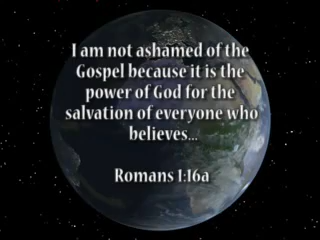 I am not ashamed of the
Gospel because it is the
power of God for the
salvation of everyone who
believes...
Romans 1:16a